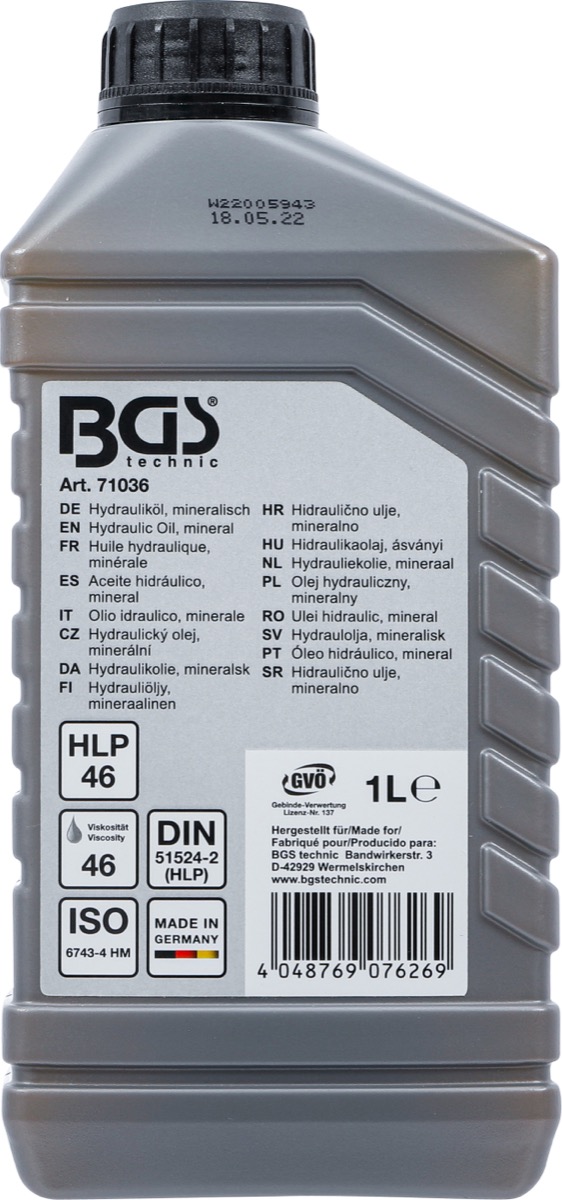 W22005943
18.05.22
BGS®
technic
Art. 71036
DE Hydrauliköl, mineralisch
EN Hydraulic Oil, mineral
FR Huile hydraulique,
minérale
ES Aceite hidráulico,
mineral
IT Olio idraulico, minerale
CZ Hydraulický olej,
minerální
DA Hydraulikolie, mineralsk
FI Hydrauliöljy,
mineraalinen
HR Hidraulično ulje,
mineralno
HU Hidraulikaolaj, ásványi
NL Hydrauliekolie, mineraal
PL Olej hydrauliczny,
mineralny
RO Ulei hidraulic, mineral
SV Hydraulolja, mineralisk
PT Óleo hidráulico, mineral
SR Hidraulično ulje,
mineralno
HLP
46
Viskosität
Viscosity
46
DIN
51524-2
(HLP)
ISO
6743-4 HM
MADE IN
GERMANY
GVÖ
Gebinde-Verwertung
Lizenz-Nr. 137
1L℮
Hergestellt für/Made for/
Fabriqué pour/Producido para:
BGS technic Bandwirkerstr. 3
D-42929 Wermelskirchen
www.bgstechnic.com
4 048769 076269